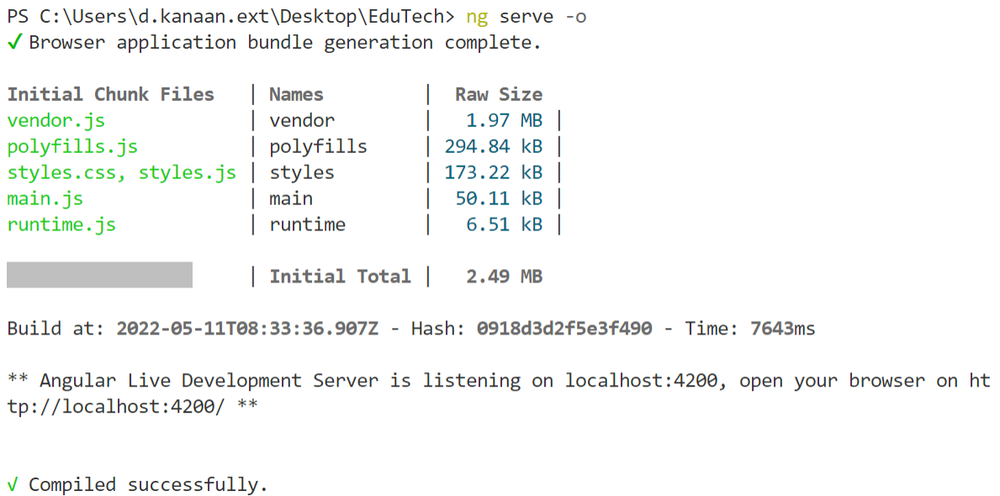 PS C:\Users\d.kanaan.ext\Desktop\EduTech> ng serve -o
✔ Browser application bundle generation complete.
Initial Chunk Files | Names | Raw Size
vendor.js | vendor | 1.97 MB |
polyfills.js | polyfills | 294.84 kB |
styles.css, styles.js | styles | 173.22 kB |
main.js | main | 50.11 kB |
runtime.js | runtime | 6.51 kB |
| Initial Total | 2.49 MB
Build at: 2022-05-11T08:33:36.907Z - Hash: 0918d3d2f5e3f490 - Time: 7643ms
** Angular Live Development Server is listening on localhost:4200, open your browser on ht
tp://localhost:4200/ **
√ Compiled successfully.